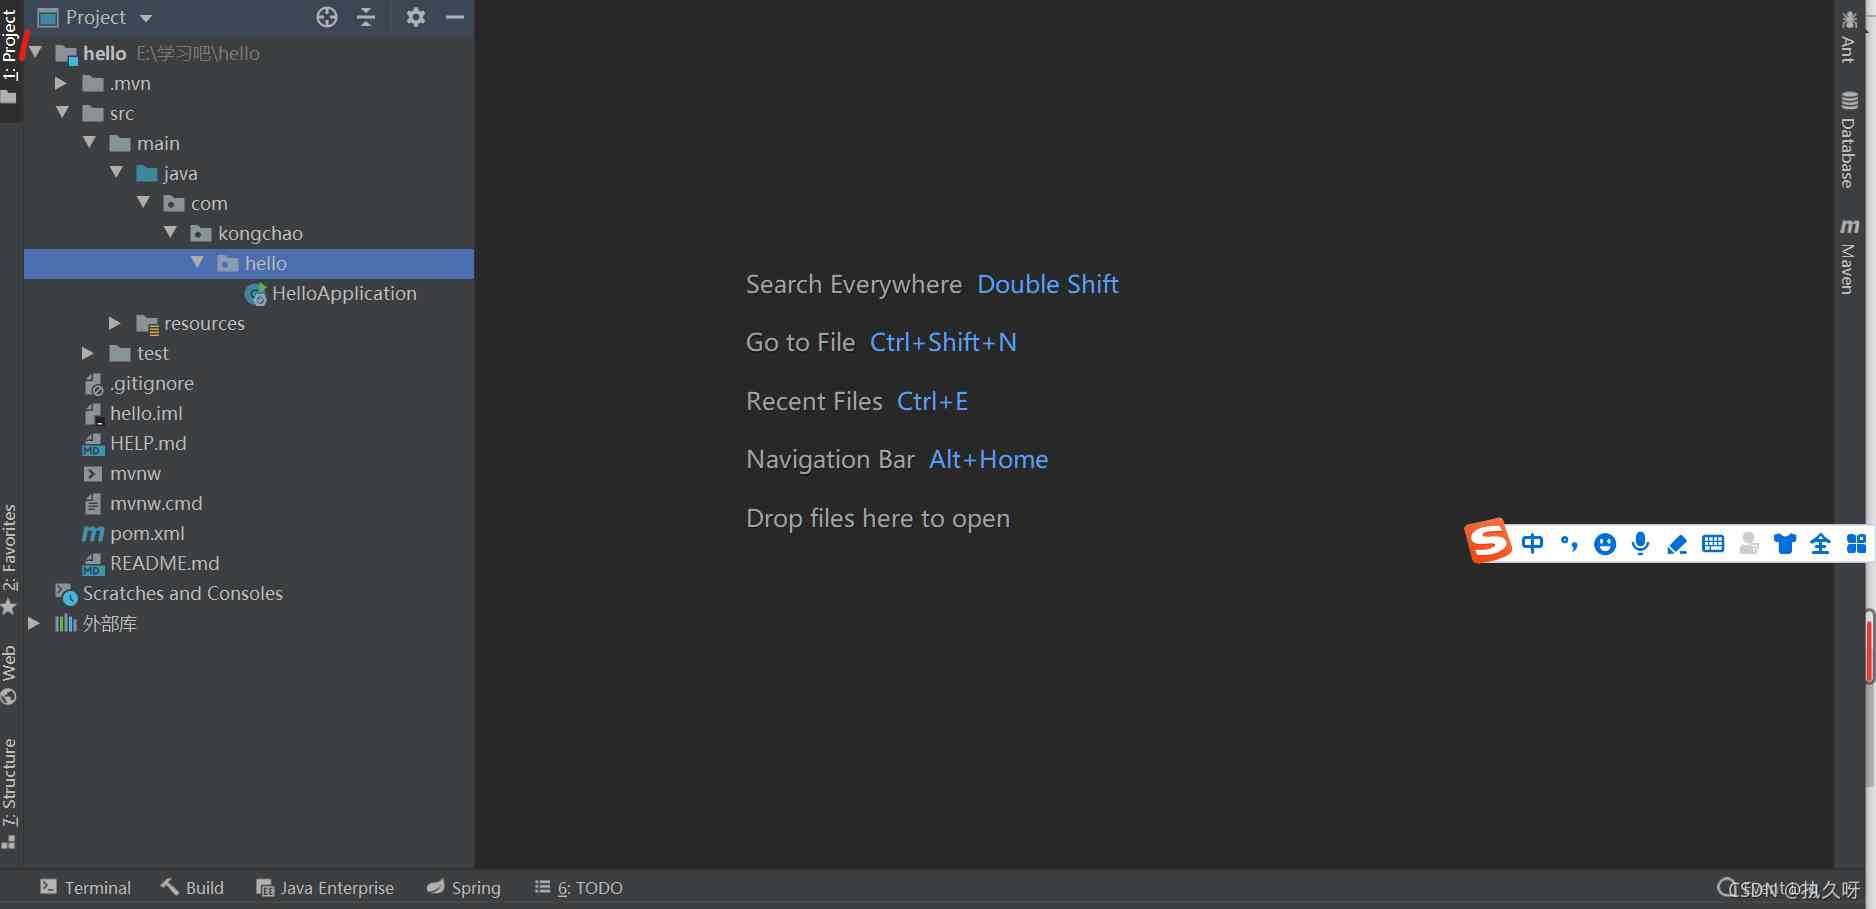 Project
hello E:\学习吧\hello
.mvn
src
main
java
com
kongchao
hello
HelloApplication
resources
test
.gitignore
hello.iml
HELP.md
mvnw
mvnw.cmd
pom.xml
README.md
Scratches and Consoles
外部库
1: Project
2: Favorites
Web
7: Structure
Search Everywhere Double Shift
Go to File Ctrl+Shift+N
Recent Files Ctrl+E
Navigation Bar Alt+Home
Drop files here to open
Ant
Database
m
Maven
中
全
Terminal
Build
Java Enterprise
Spring
6: TODO
CSDN @执久呀